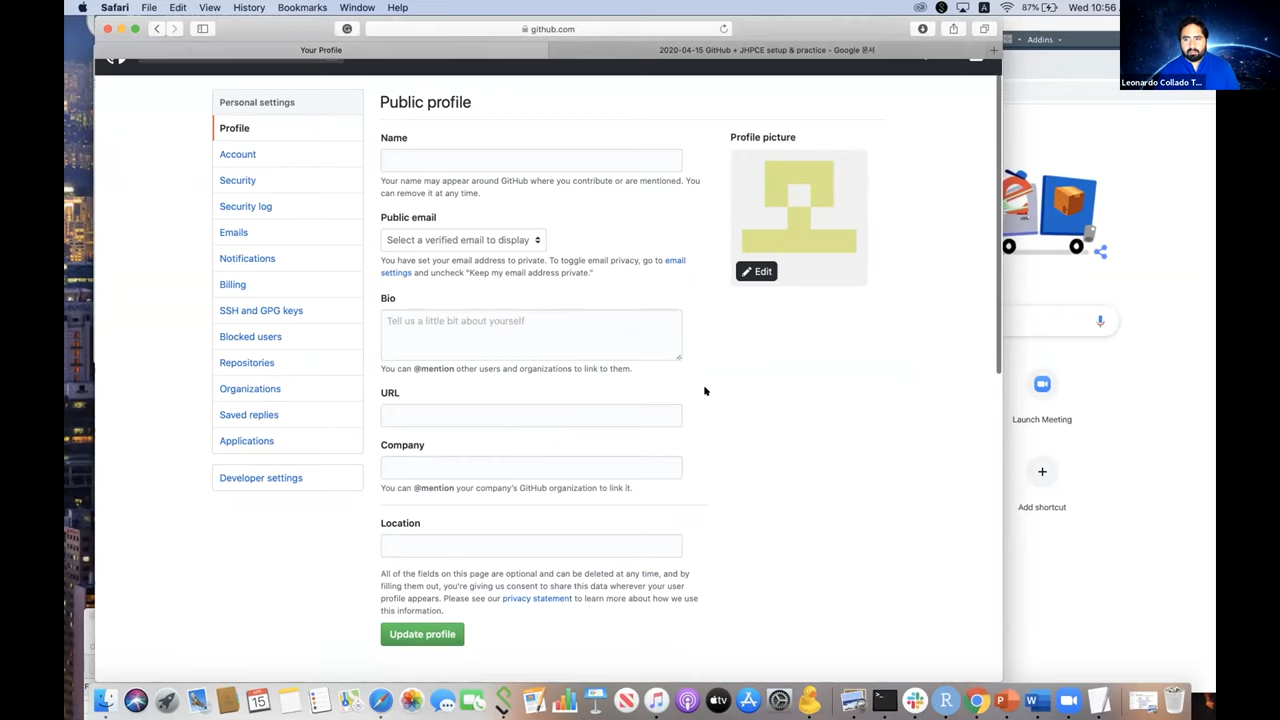 Safari File Edit View History Bookmarks Window Help
87% Wed 10:56
github.com
Addins
Your Profile
2020-04-15 GitHub + JHPCE setup & practice - Google 문서
Leonardo Collado T...
Personal settings
Profile
Account
Security
Security log
Emails
Notifications
Billing
SSH and GPG keys
Blocked users
Repositories
Organizations
Saved replies
Applications
Developer settings
Public profile
Name
Your name may appear around GitHub where you contribute or are mentioned. You
can remove it at any time.
Public email
Select a verified email to display
You have set your email address to private. To toggle email privacy, go to email
settings and uncheck "Keep my email address private."
Bio
Tell us a little bit about yourself
You can @mention other users and organizations to link to them.
URL
Company
You can @mention your company's GitHub organization to link it.
Location
All of the fields on this page are optional and can be deleted at any time, and by
filling them out, you're giving us consent to share this data wherever your user
profile appears. Please see our privacy statement to learn more about how we use
this information.
Update profile
Profile picture
Edit
Launch Meeting
Add shortcut
15
tv